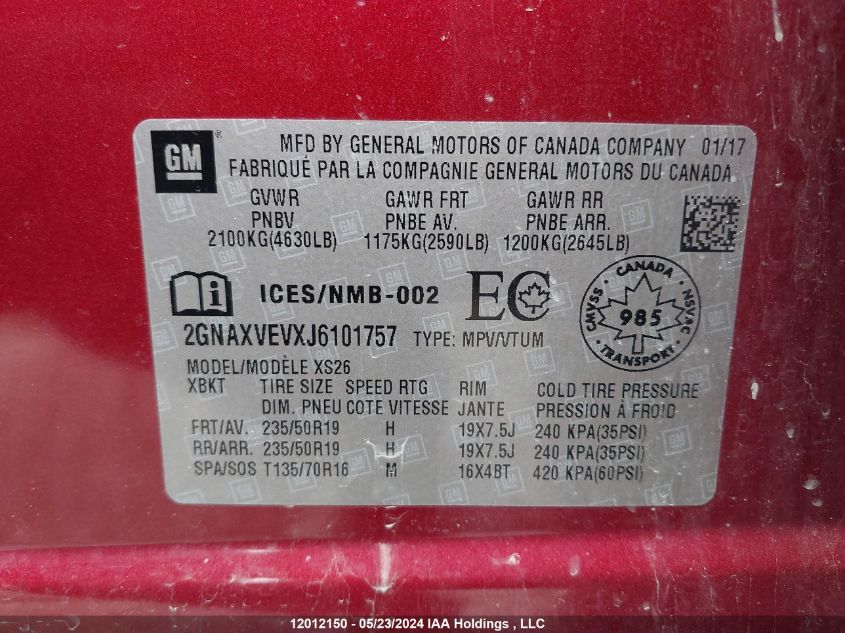 GM®
MFD BY GENERAL MOTORS OF CANADA COMPANY 01/17
FABRIQUÉ PAR LA COMPAGNIE GENERAL MOTORS DU CANADA
GVWR GAWR FRT GAWR RR
PNBV PNBE AV. PNBE ARR.
2100KG(4630LB) 1175KG(2590LB) 1200KG(2645LB)
i ICES/NMB-002 EC
CANADA CMVSS NSVAC 985 TRANSPORT
2GNAXVEVXJ6101757 TYPE: MPV/VTUM
MODEL/MODÈLE XS26
XBKT TIRE SIZE SPEED RTG RIM COLD TIRE PRESSURE
DIM. PNEU COTE VITESSE JANTE PRESSION À FROID
FRT/AV. 235/50R19 H 19X7.5J 240 KPA(35PSI)
RR/ARR. 235/50R19 H 19X7.5J 240 KPA(35PSI)
SPA/SOS T135/70R16 M 16X4BT 420 KPA(60PSI)
12012150 - 05/23/2024 IAA Holdings , LLC